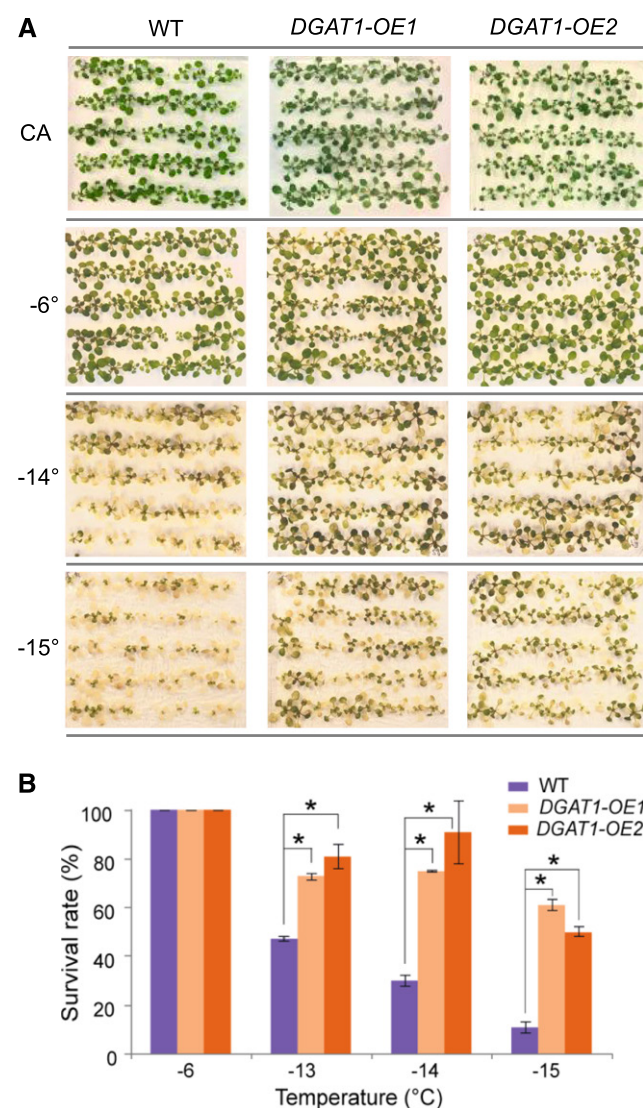 A
WT DGAT1-OE1 DGAT1-OE2
CA
-6°
-14°
-15°
B
WT
DGAT1-OE1
DGAT1-OE2
Survival rate (%)
100
80
60
40
20
0
* * * * * *
-6 -13 -14 -15
Temperature (°C)